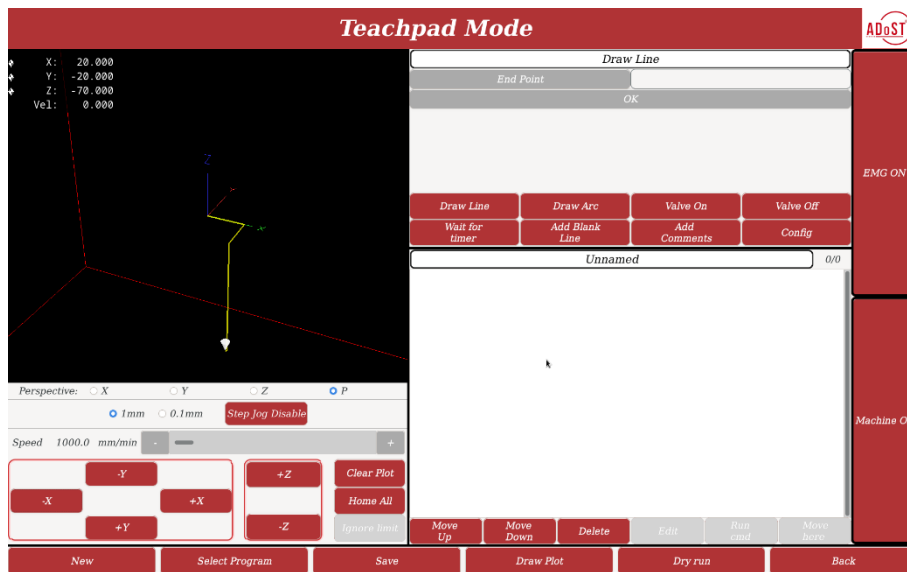 Teachpad Mode
ADoST
X: 20.000
Y: -20.000
Z: -70.000
Vel: 0.000
Z
Y
X
Perspective: X Y Z P
1mm 0.1mm Step Jog Disable
Speed 1000.0 mm/min - +
-Y
-X +X
+Y
+Z
-Z
Clear Plot
Home All
Ignore limit
Draw Line
End Point
OK
Draw Line Draw Arc Valve On Valve Off
Wait for timer Add Blank Line Add Comments Config
Unnamed 0/0
Move Up Move Down Delete Edit Run cmd Move here
EMG ON
Machine O
New Select Program Save Draw Plot Dry run Back